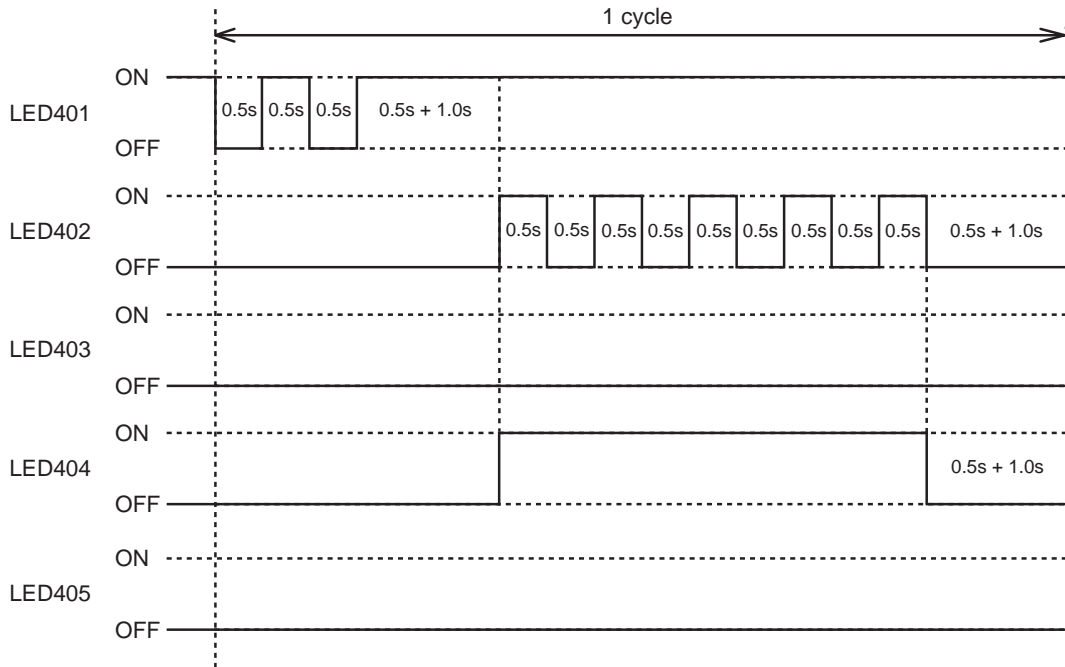 1 cycle
ON
LED401 0.5s 0.5s 0.5s 0.5s + 1.0s
OFF
ON
LED402 0.5s 0.5s 0.5s 0.5s 0.5s 0.5s 0.5s 0.5s 0.5s 0.5s + 1.0s
OFF
ON
LED403
OFF
ON
LED404 0.5s + 1.0s
OFF
ON
LED405
OFF